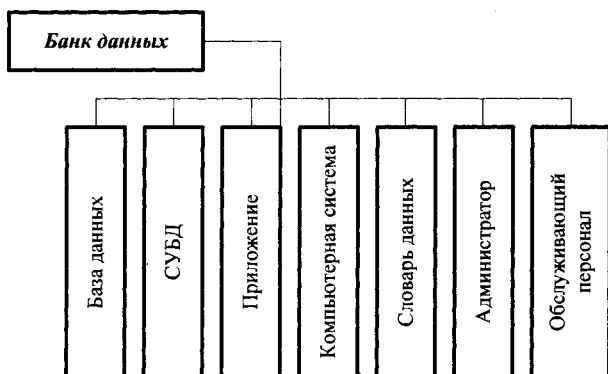 Банк данных
База данных
СУБД
Приложение
Компьютерная система
Словарь данных
Администратор
Обслуживающий
персонал